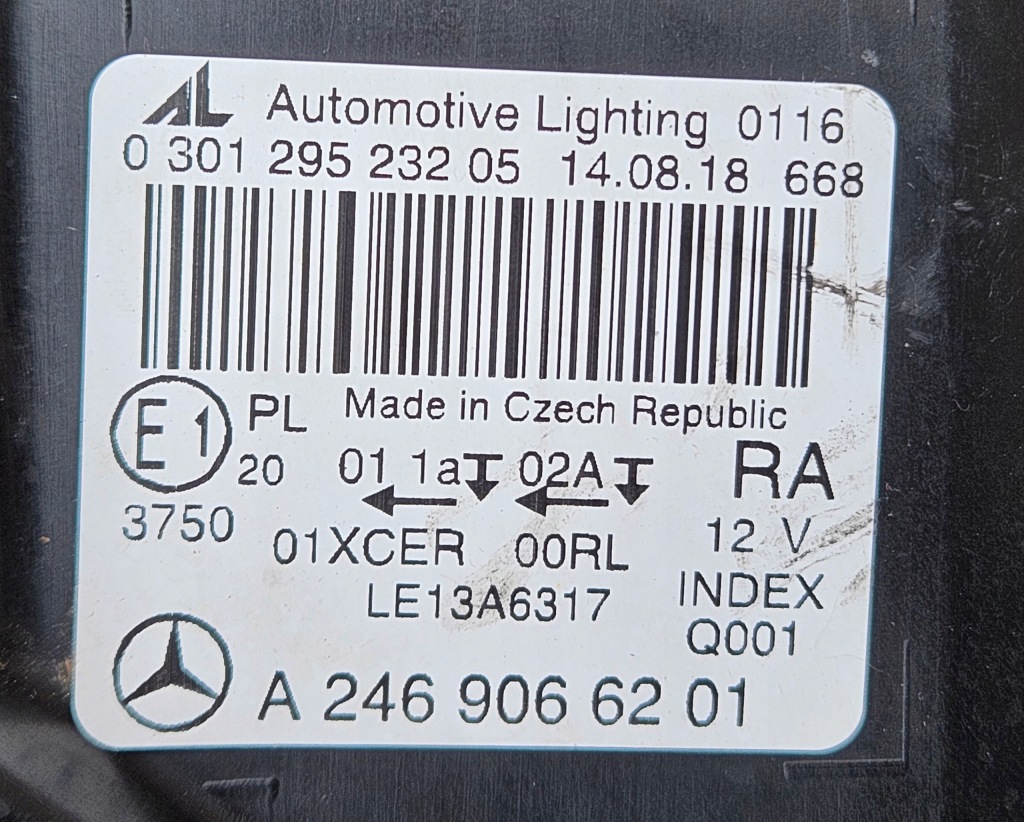 AL Automotive Lighting 0116
0 301 295 232 05 14.08.18 668
E1 PL Made in Czech Republic
20 01 1a 02A RA
3750 01XCER 00RL 12 V
LE13A6317 INDEX
Q001
A 246 906 62 01